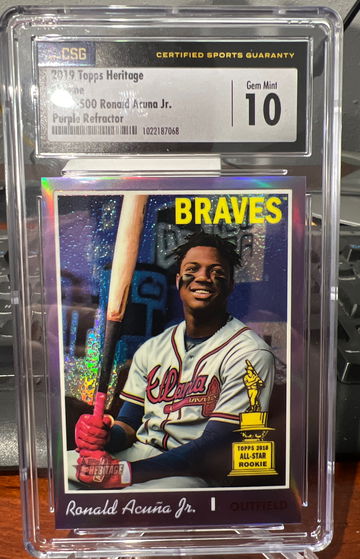 CSG
CERTIFIED SPORTS GUARANTY
2019 Topps Heritage
500 Ronald Acuna Jr.
Purple Refractor
1022187068
Gem Mint
10
BRAVES
Atlanta
TOPPS 2018
ALL-STAR
ROOKIE
HERITAGE
Ronald Acuña Jr.
OUTFIELD